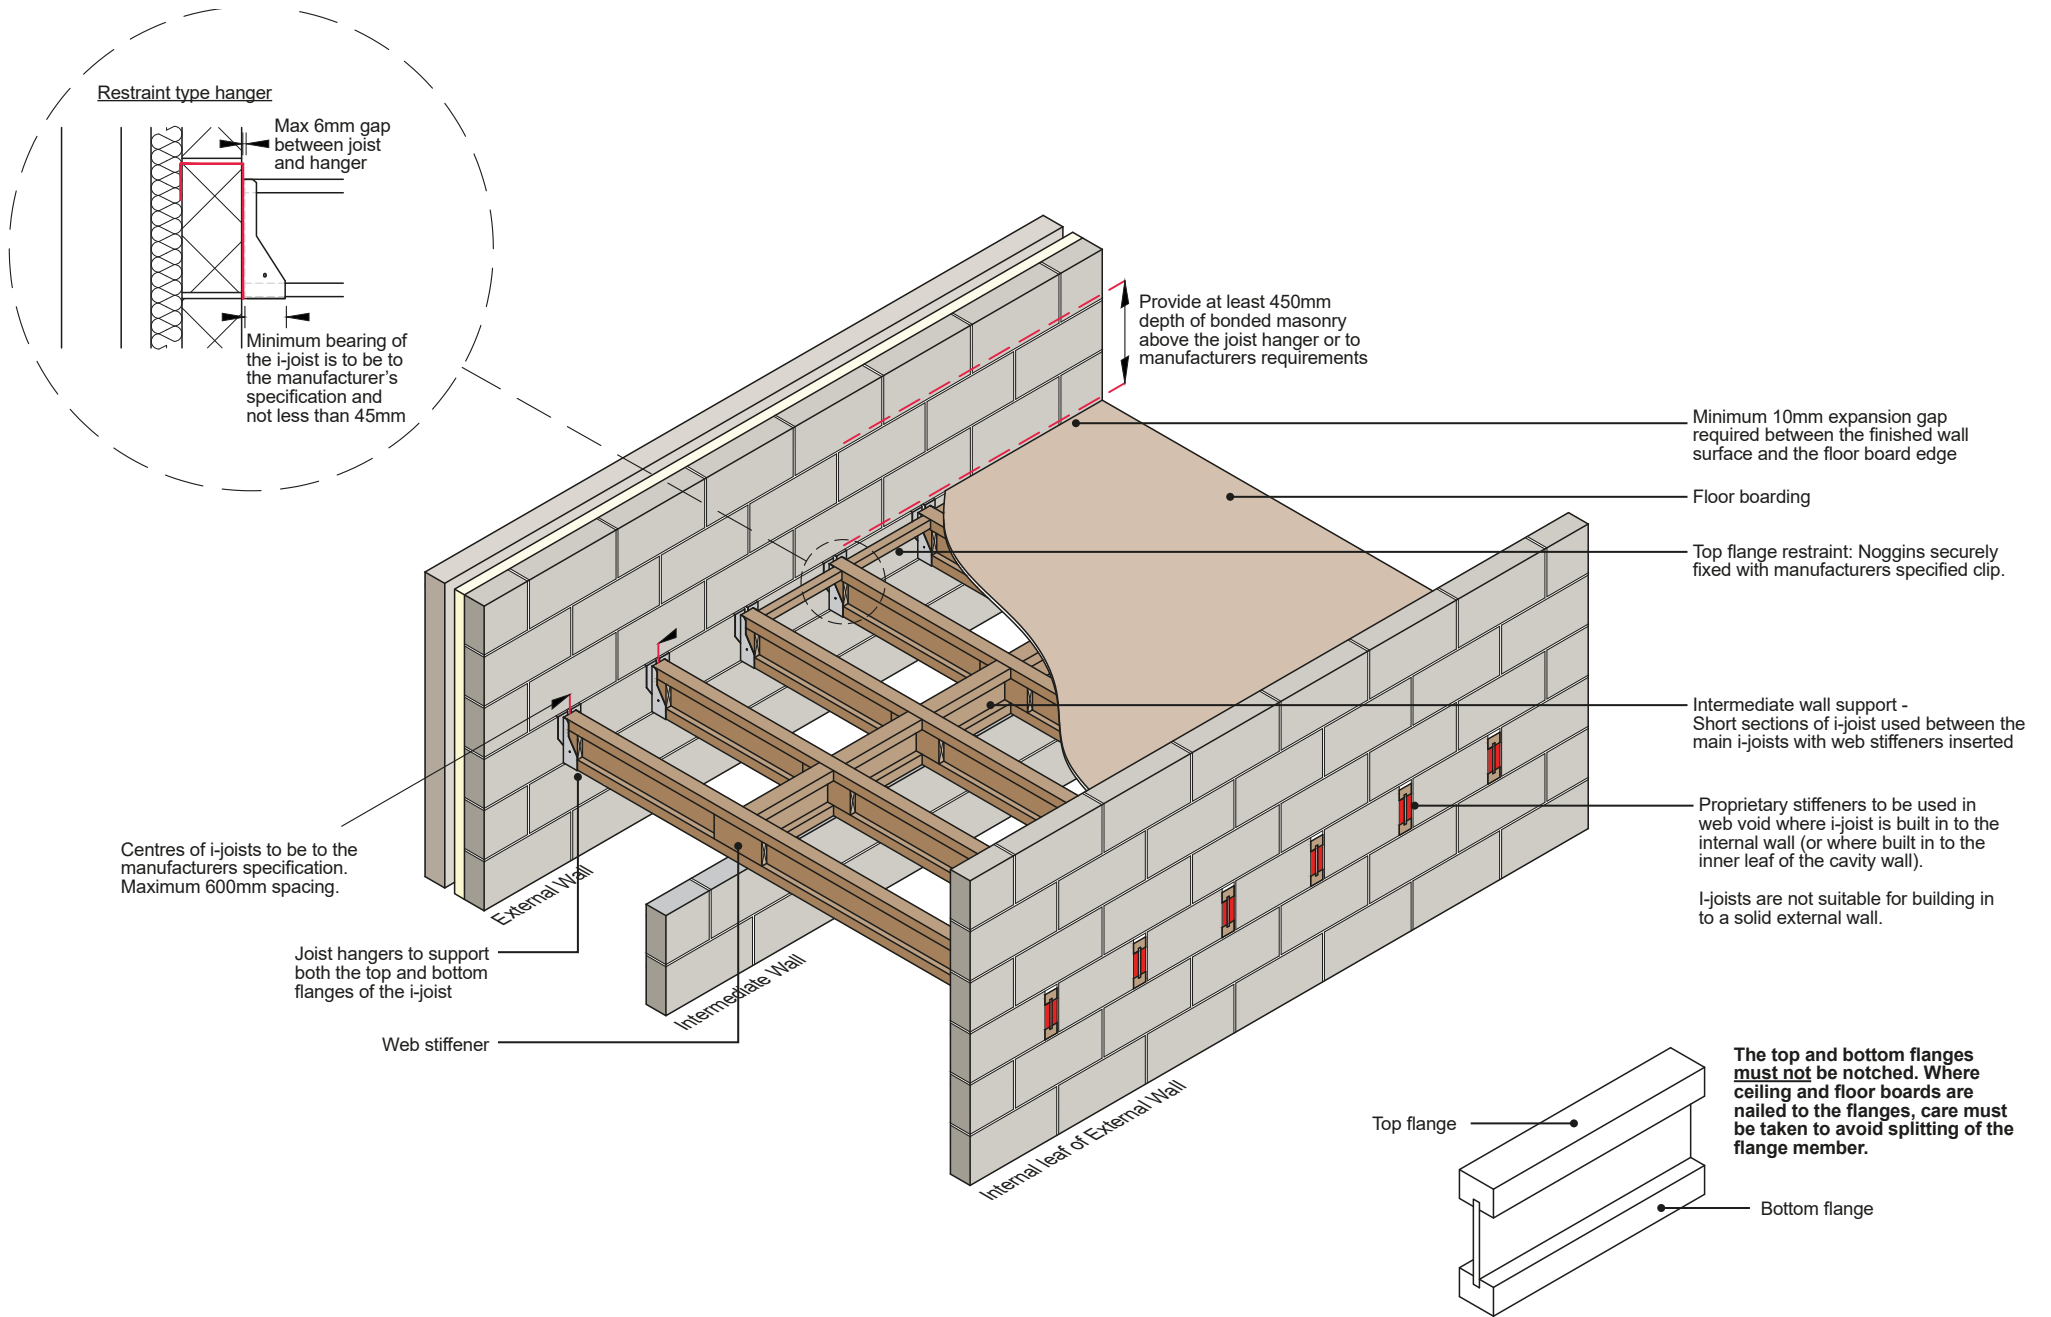 Restraint type hanger
Max 6mm gap
between joist
and hanger
Minimum bearing of
the i-joist is to be to
the manufacturer’s
specification and
not less than 45mm
Provide at least 450mm
depth of bonded masonry
above the joist hanger or to
manufacturers requirements
Minimum 10mm expansion gap
required between the finished wall
surface and the floor board edge
Floor boarding
Top flange restraint: Noggins securely
fixed with manufacturers specified clip.
Intermediate wall support -
Short sections of i-joist used between the
main i-joists with web stiffeners inserted
Proprietary stiffeners to be used in
web void where i-joist is built in to the
internal wall (or where built in to the
inner leaf of the cavity wall).
I-joists are not suitable for building in
to a solid external wall.
Centres of i-joists to be to the
manufacturers specification.
Maximum 600mm spacing.
External Wall
Joist hangers to support
both the top and bottom
flanges of the i-joist
Intermediate Wall
Web stiffener
Internal leaf of External Wall
The top and bottom flanges
must not be notched. Where
ceiling and floor boards are
nailed to the flanges, care must
be taken to avoid splitting of the
flange member.
Top flange
Bottom flange